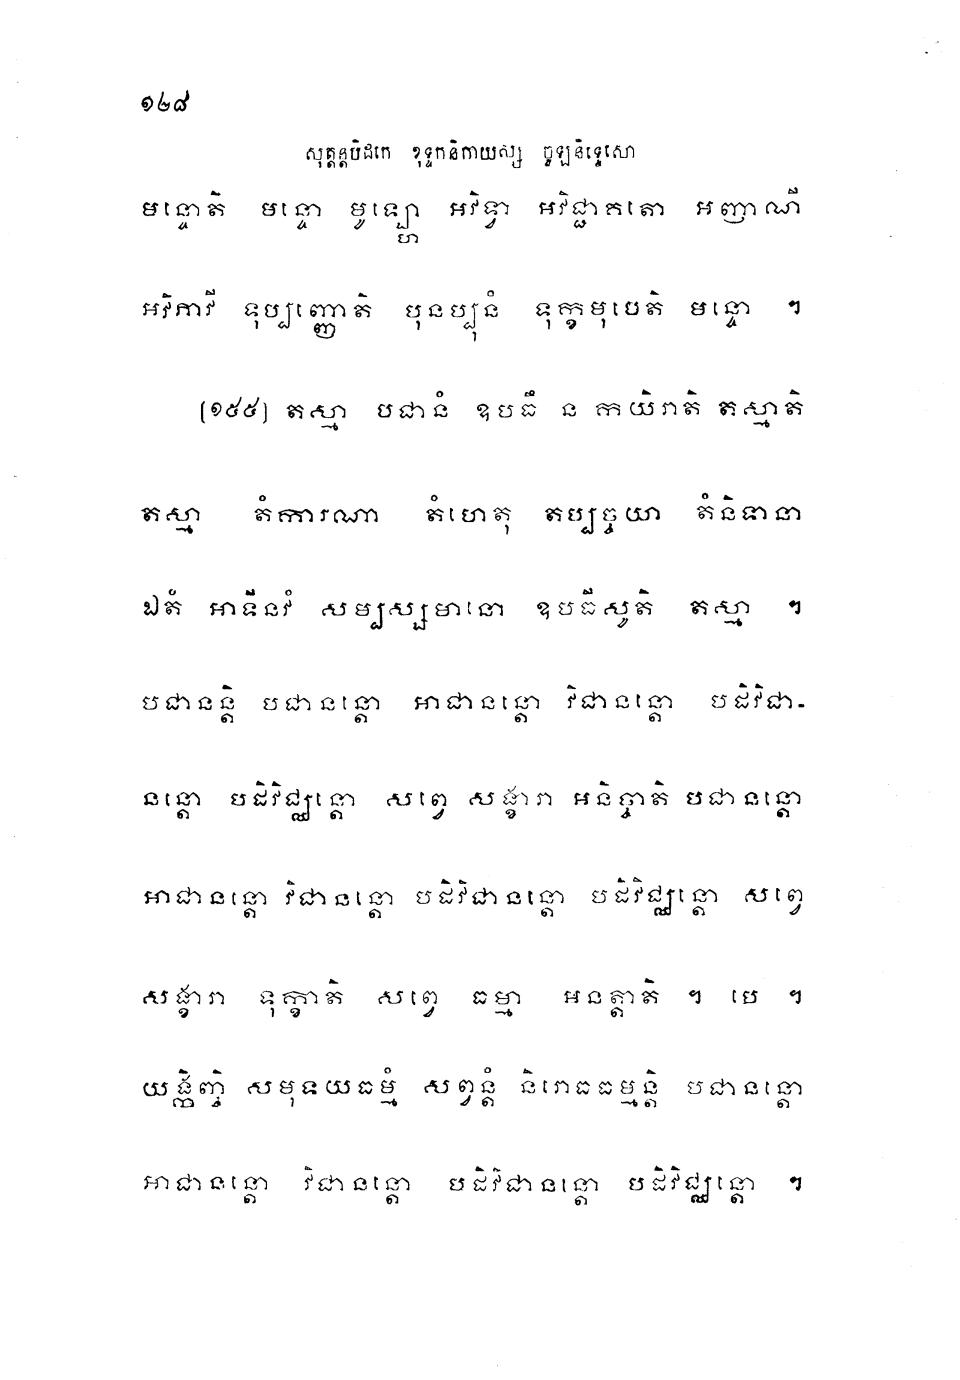 ១២៨
សុត្តន្តបិដកេ ខុទ្ទកនិកាយស្ស ចូឡនិទ្ទេសោ
មន្ទោតិ មន្ទោ មូឡ្ហោ អវិទ្វា អវិជ្ជាគតោ អញាណី
អវិភាវី ទុប្បញ្ញោតិ បុនប្បុនំ ទុក្ខមុបេតិ មន្ទោ ។
[១៥៥] តស្មា បជានំ ឧបធឹ ន កយិរាតិ តស្មាតិ
តស្មា តំការណា តំហេតុ តប្បច្ចយា តំនិទានា
ឯតំ អាទីនវំ សម្បស្សមានោ ឧបធីសូតិ តស្មា ។
បជានន្តិ បជានន្តោ អាជានន្តោ វិជានន្តោ បដិវិជា-
នន្តោ បដិវិជ្ឈន្តោ សព្វេ សង្ខារា អនិច្ចាតិ បជានន្តោ
អាជានន្តោ វិជានន្តោ បដិវិជានន្តោ បដិវិជ្ឈន្តោ សព្វេ
សង្ខារា ទុក្ខាតិ សព្វេ ធម្មា អនត្តាតិ ។ បេ ។
យង្កិញ្ចិ សមុទយធម្មំ សព្វន្តំ និរោធធម្មន្តិ បជានន្តោ
អាជានន្តោ វិជានន្តោ បដិវិជានន្តោ បដិវិជ្ឈន្តោ ។